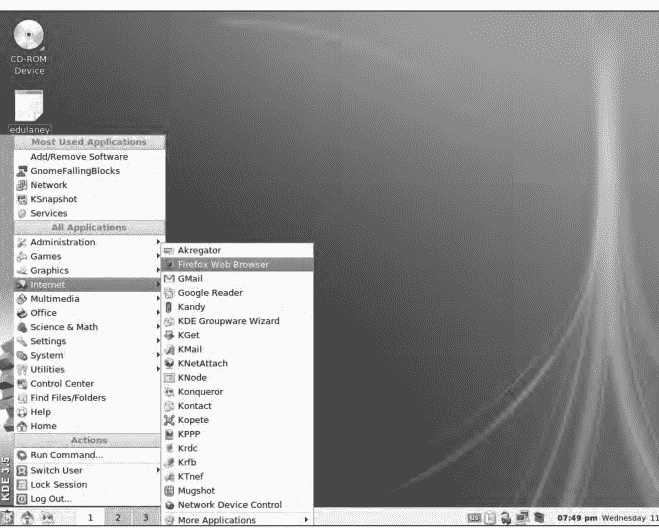 CD-ROM
Device
edulaney
Most Used Applications
Add/Remove Software
GnomeFallingBlocks
Network
KSnapshot
Services
All Applications
Administration
Games
Graphics
Internet
Multimedia
Office
Science & Math
Settings
System
Utilities
Control Center
Find Files/Folders
Help
Home
Actions
Run Command...
Switch User
Lock Session
Log Out...
KDE 3.5
Akregator
Firefox Web Browser
GMail
Google Reader
Kandy
KDE Groupware Wizard
KGet
KMail
KNetAttach
KNode
Konqueror
Kontact
Kopete
KPPP
Krdc
Krfb
KTnef
Mugshot
Network Device Control
More Applications
1 2 3
07:49 pm Wednesday 11